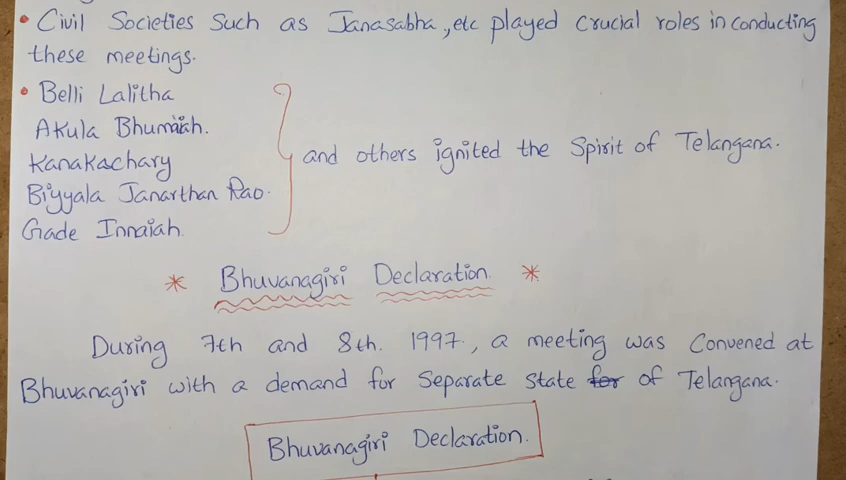 • Civil Societies Such as Janasabha, etc played crucial roles in conducting
these meetings.
• Belli Lalitha
Akula Bhumaiah.
Kanakachary
Biyyala Janarthan Rao.
Gade Innaiah.
and others ignited the Spirit of Telangana.
* Bhuvanagiri Declaration *
During 7th and 8th. 1997, a meeting was Convened at
Bhuvanagiri with a demand for Separate State for of Telangana.
Bhuvanagiri Declaration.